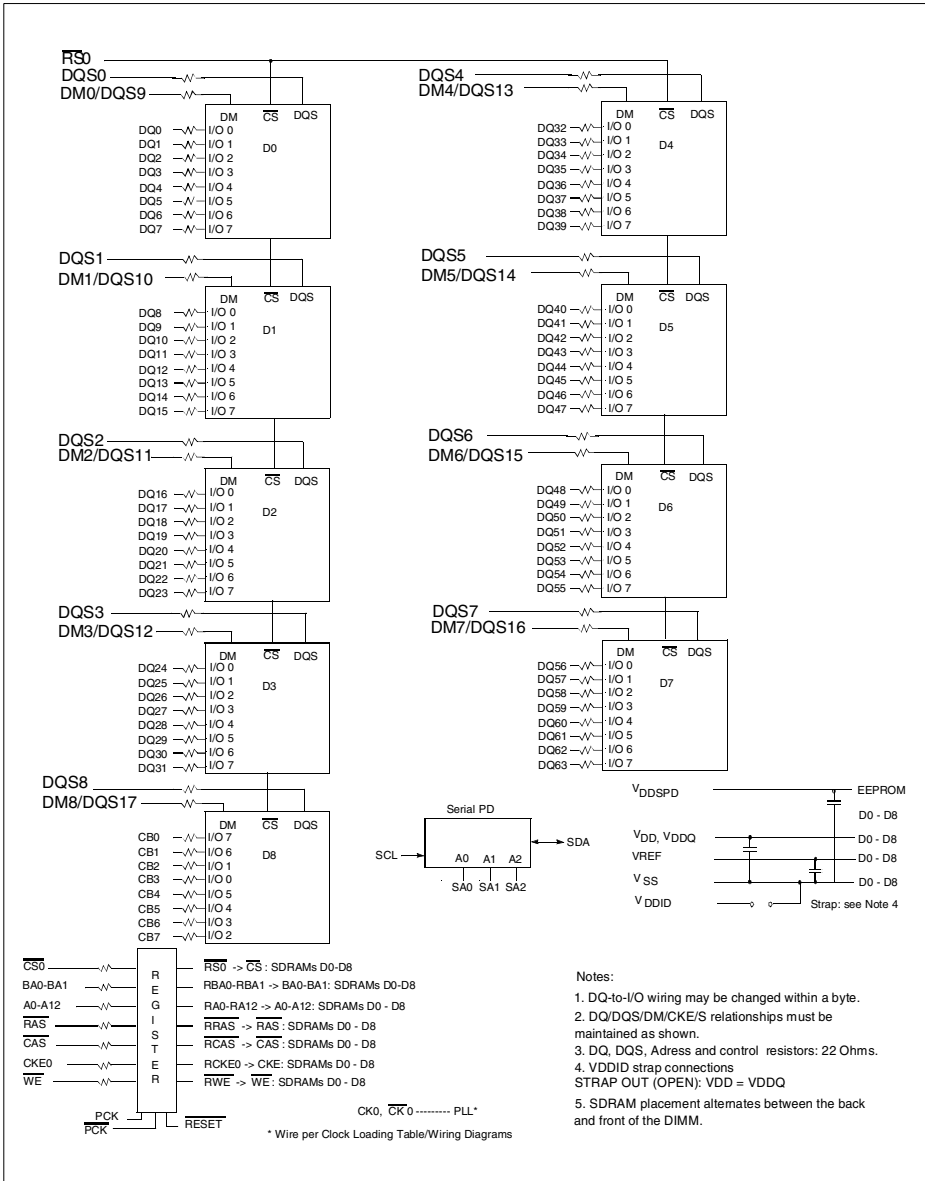 RS0
DQS0
DM0/DQS9
DM CS DQS
D0
DQ0 I/O 0
DQ1 I/O 1
DQ2 I/O 2
DQ3 I/O 3
DQ4 I/O 4
DQ5 I/O 5
DQ6 I/O 6
DQ7 I/O 7
DQS1
DM1/DQS10
DM CS DQS
D1
DQ8 I/O 0
DQ9 I/O 1
DQ10 I/O 2
DQ11 I/O 3
DQ12 I/O 4
DQ13 I/O 5
DQ14 I/O 6
DQ15 I/O 7
DQS2
DM2/DQS11
DM CS DQS
D2
DQ16 I/O 0
DQ17 I/O 1
DQ18 I/O 2
DQ19 I/O 3
DQ20 I/O 4
DQ21 I/O 5
DQ22 I/O 6
DQ23 I/O 7
DQS3
DM3/DQS12
DM CS DQS
D3
DQ24 I/O 0
DQ25 I/O 1
DQ26 I/O 2
DQ27 I/O 3
DQ28 I/O 4
DQ29 I/O 5
DQ30 I/O 6
DQ31 I/O 7
DQS8
DM8/DQS17
DM CS DQS
D8
CB0 I/O 7
CB1 I/O 6
CB2 I/O 1
CB3 I/O 0
CB4 I/O 5
CB5 I/O 4
CB6 I/O 3
CB7 I/O 2
DQS4
DM4/DQS13
DM CS DQS
D4
DQ32 I/O 0
DQ33 I/O 1
DQ34 I/O 2
DQ35 I/O 3
DQ36 I/O 4
DQ37 I/O 5
DQ38 I/O 6
DQ39 I/O 7
DQS5
DM5/DQS14
DM CS DQS
D5
DQ40 I/O 0
DQ41 I/O 1
DQ42 I/O 2
DQ43 I/O 3
DQ44 I/O 4
DQ45 I/O 5
DQ46 I/O 6
DQ47 I/O 7
DQS6
DM6/DQS15
DM CS DQS
D6
DQ48 I/O 0
DQ49 I/O 1
DQ50 I/O 2
DQ51 I/O 3
DQ52 I/O 4
DQ53 I/O 5
DQ54 I/O 6
DQ55 I/O 7
DQS7
DM7/DQS16
DM CS DQS
D7
DQ56 I/O 0
DQ57 I/O 1
DQ58 I/O 2
DQ59 I/O 3
DQ60 I/O 4
DQ61 I/O 5
DQ62 I/O 6
DQ63 I/O 7
Serial PD
SCL
A0 A1 A2
SDA
SA0 SA1 SA2
VDDSPD EEPROM
D0 - D8
VDD, VDDQ D0 - D8
VREF D0 - D8
VSS D0 - D8
VDDID Strap: see Note 4
REGISTER
CS0 RS0 -> CS : SDRAMs D0-D8
BA0-BA1 RBA0-RBA1 -> BA0-BA1: SDRAMs D0-D8
A0-A12 RA0-RA12 -> A0-A12: SDRAMs D0 - D8
RAS RRAS -> RAS: SDRAMs D0 - D8
CAS RCAS -> CAS: SDRAMs D0 - D8
CKE0 RCKE0 -> CKE: SDRAMs D0 - D8
WE RWE -> WE: SDRAMs D0 - D8
PCK
PCK
RESET
CK0, CK 0 --------- PLL*
* Wire per Clock Loading Table/Wiring Diagrams
Notes:
1. DQ-to-I/O wiring may be changed within a byte.
2. DQ/DQS/DM/CKE/S relationships must be
maintained as shown.
3. DQ, DQS, Adress and control resistors: 22 Ohms.
4. VDDID strap connections
STRAP OUT (OPEN): VDD = VDDQ
5. SDRAM placement alternates between the back
and front of the DIMM.